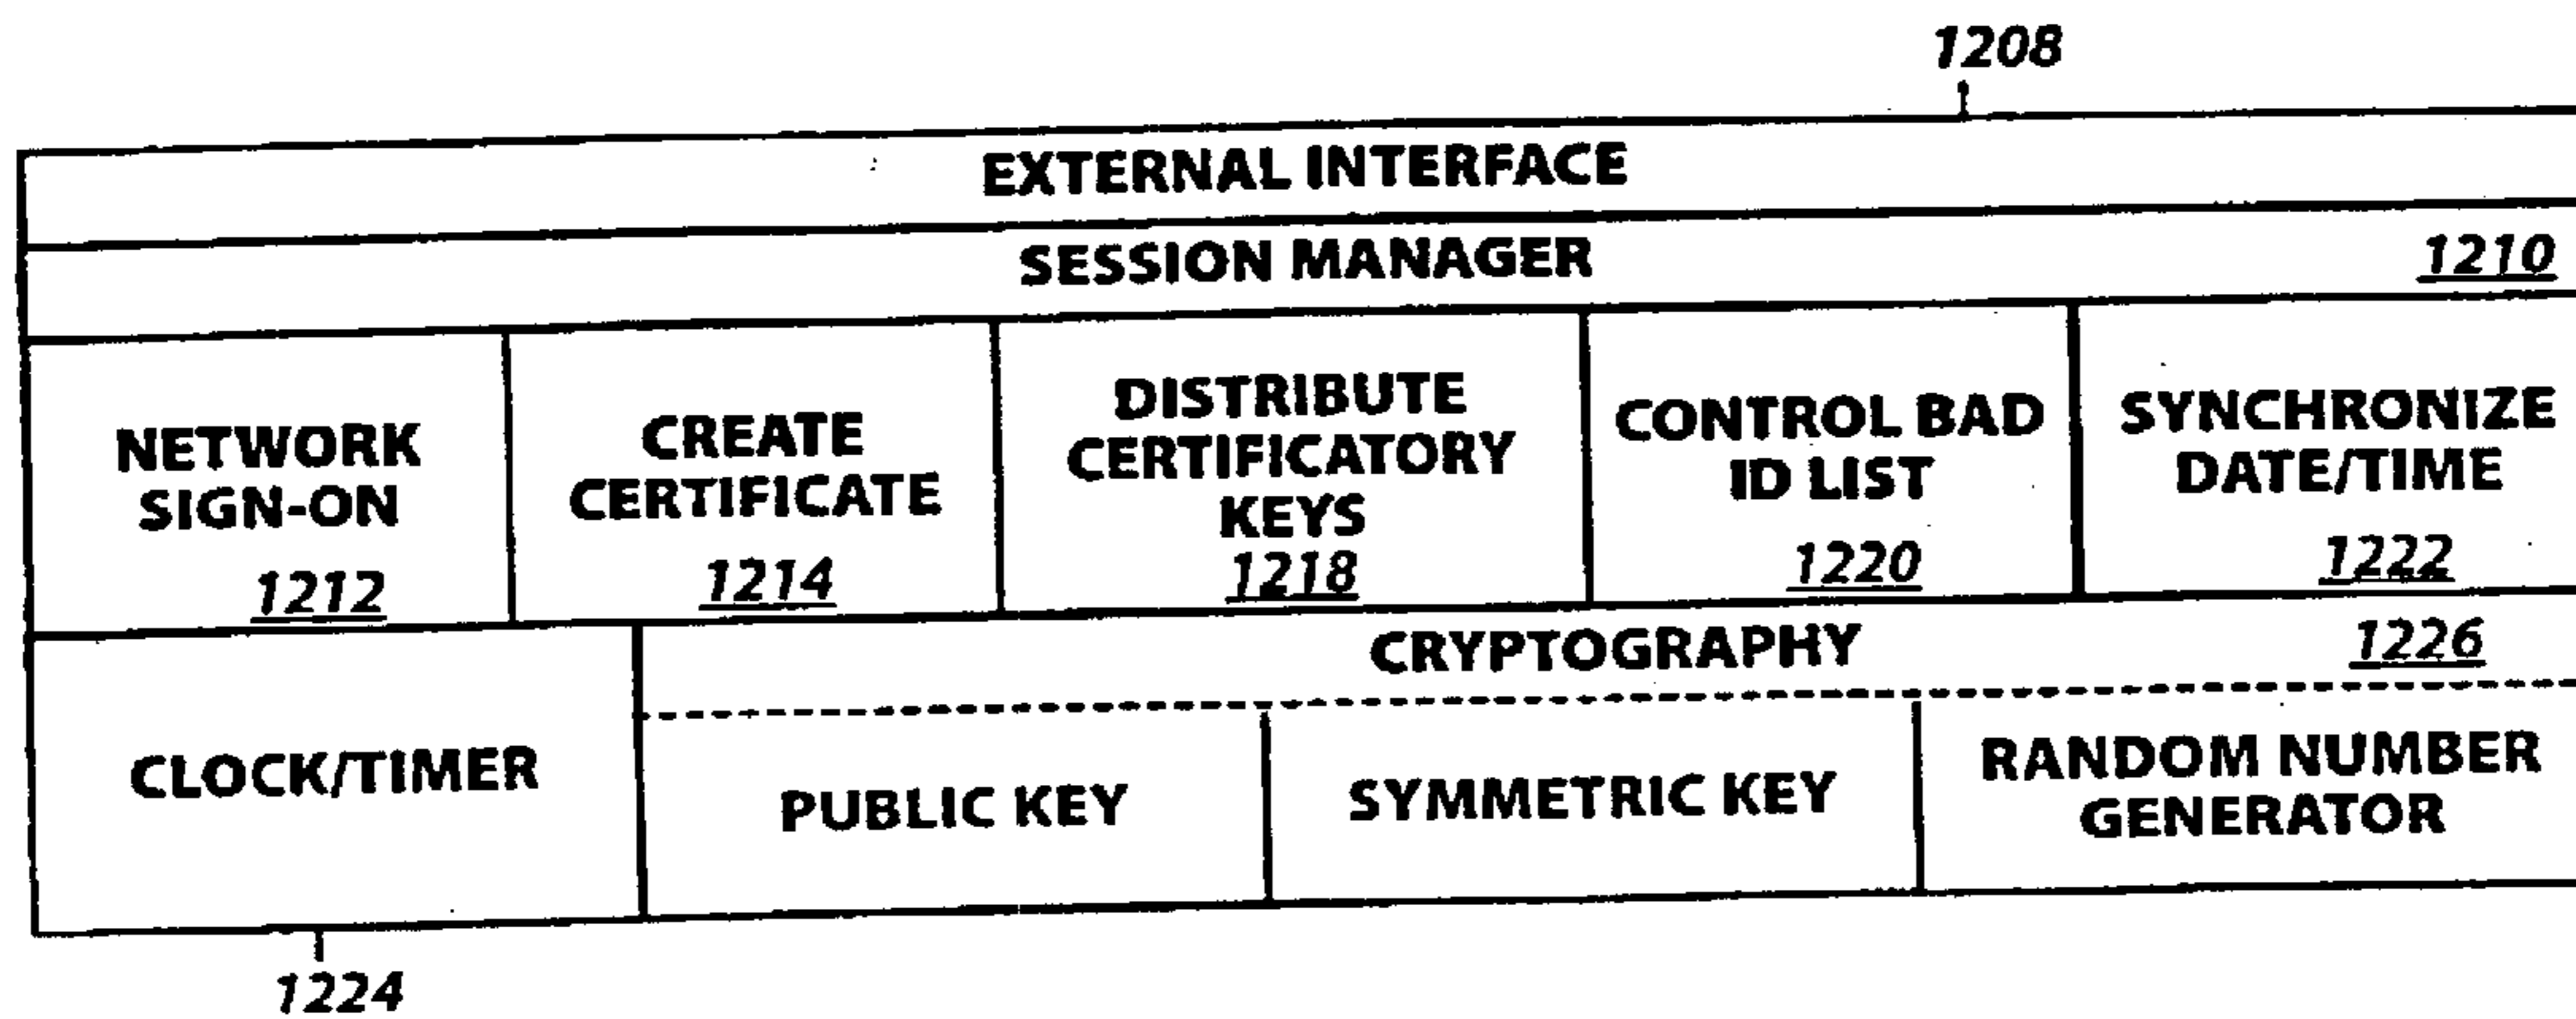 1208
EXTERNAL INTERFACE
SESSION MANAGER
1210
NETWORK
SIGN-ON
1212
CREATE
CERTIFICATE
1214
DISTRIBUTE
CERTIFICATORY
KEYS
1218
CONTROL BAD
ID LIST
1220
SYNCHRONIZE
DATE/TIME
1222
CLOCK/TIMER
CRYPTOGRAPHY
1226
PUBLIC KEY
SYMMETRIC KEY
RANDOM NUMBER
GENERATOR
1224